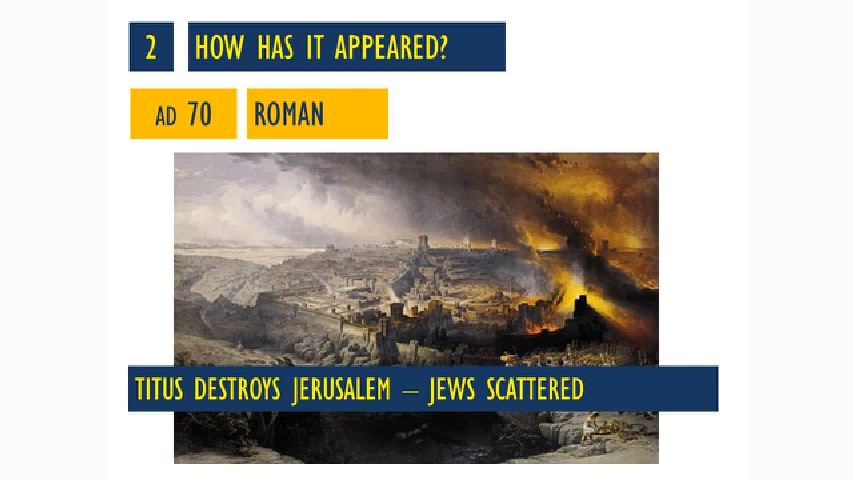 2 HOW HAS IT APPEARED?
AD 70 ROMAN
TITUS DESTROYS JERUSALEM – JEWS SCATTERED